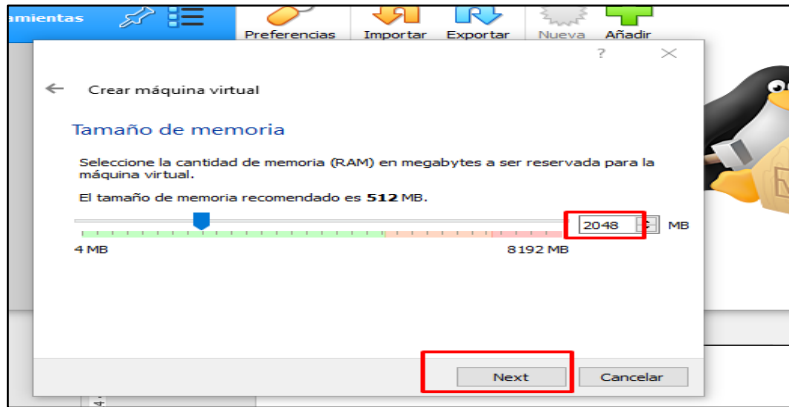 mientas
Preferencias Importar Exportar Nueva Añadir
?
Crear máquina virtual
Tamaño de memoria
Seleccione la cantidad de memoria (RAM) en megabytes a ser reservada para la
máquina virtual.
El tamaño de memoria recomendado es 512 MB.
2048 MB
4 MB 8192 MB
Next Cancelar